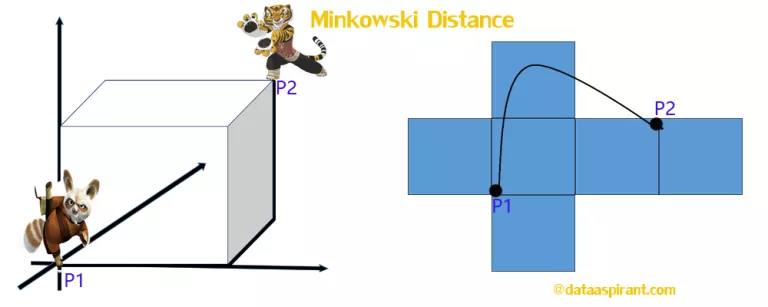 Minkowski Distance
P2
P1
P2
P1
@dataaspirant.com